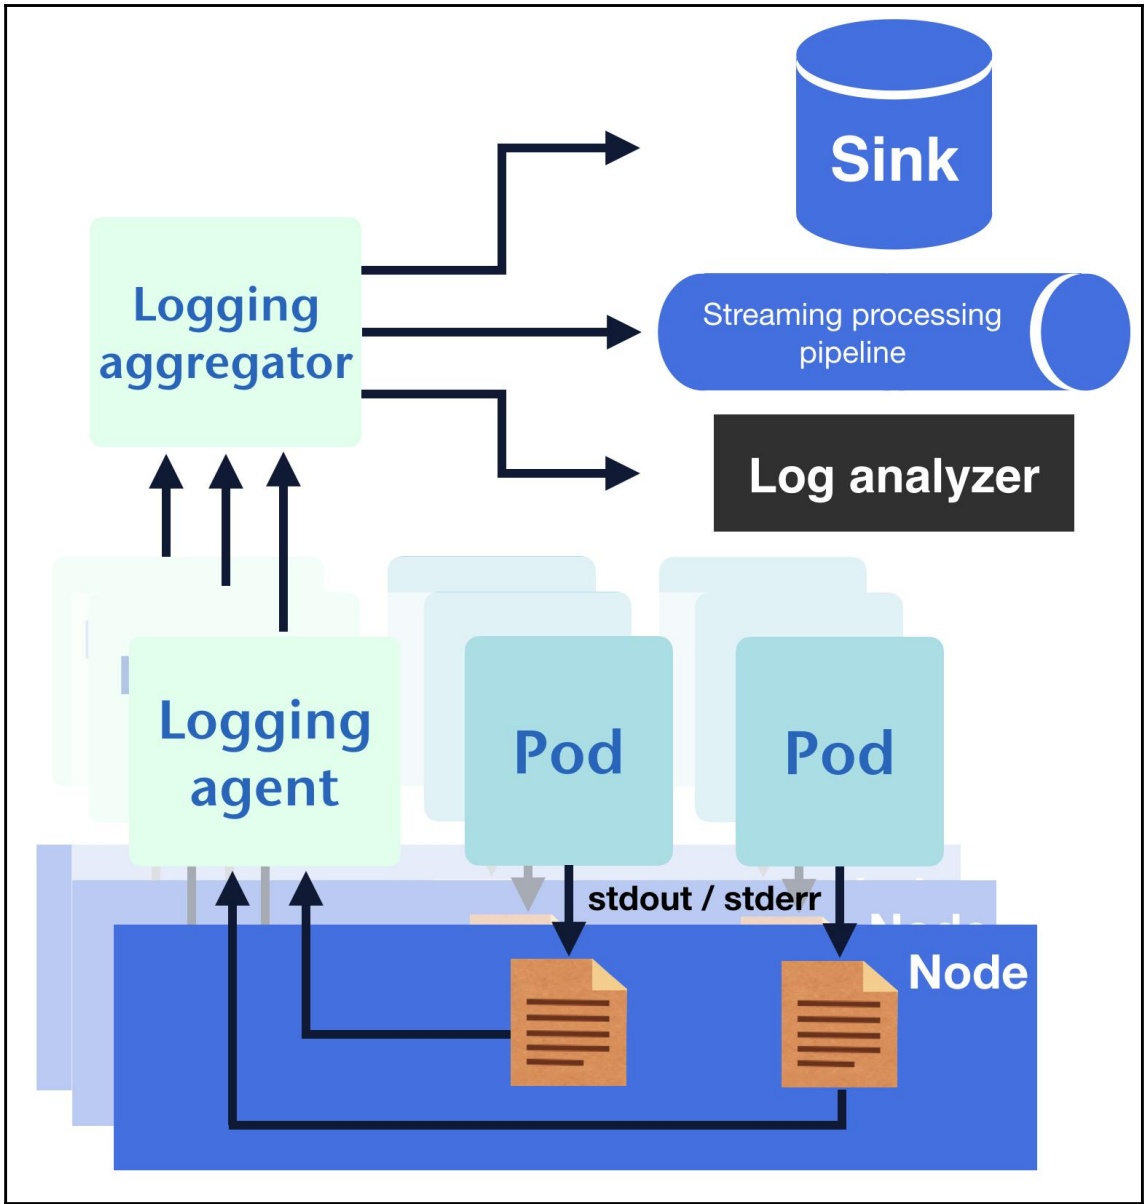 Sink
Logging
aggregator
Streaming processing
pipeline
Log analyzer
Logging
agent
Pod
Pod
stdout / stderr
Node